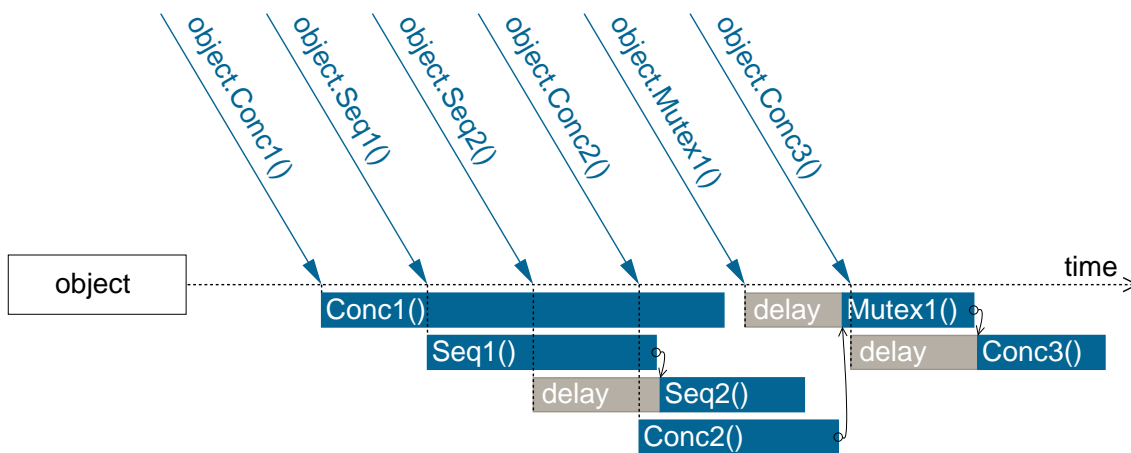 object.Conc1()
object.Seq1()
object.Seq2()
object.Conc2()
object.Mutex1()
object.Conc3()
object
time
Conc1()
delay
Mutex1()
Seq1()
delay
Conc3()
delay
Seq2()
Conc2()